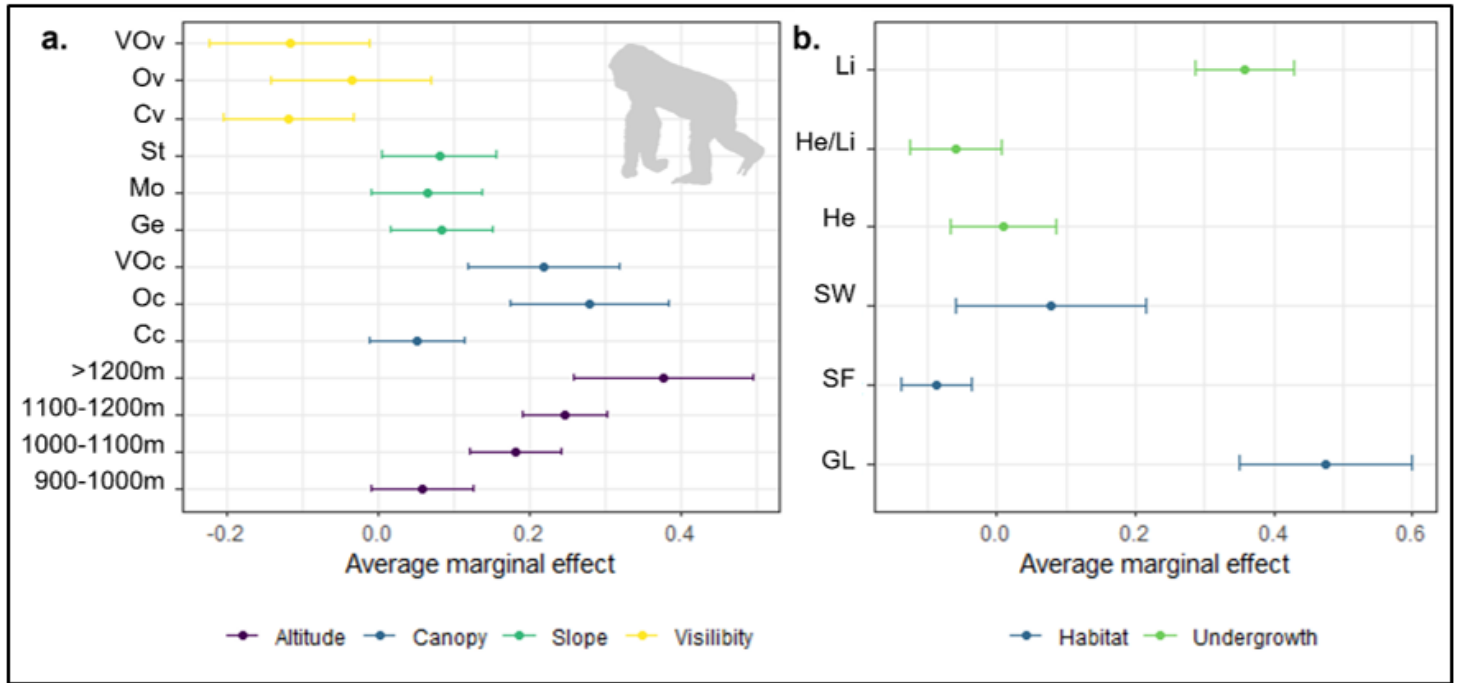 a.
VOv
Ov
Cv
St
Mo
Ge
VOc
Oc
Cc
>1200m
1100-1200m
1000-1100m
900-1000m
-0.2 0.0 0.2 0.4
Average marginal effect
Altitude Canopy Slope Visilibity
b.
Li
He/Li
He
SW
SF
GL
0.0 0.2 0.4 0.6
Average marginal effect
Habitat Undergrowth